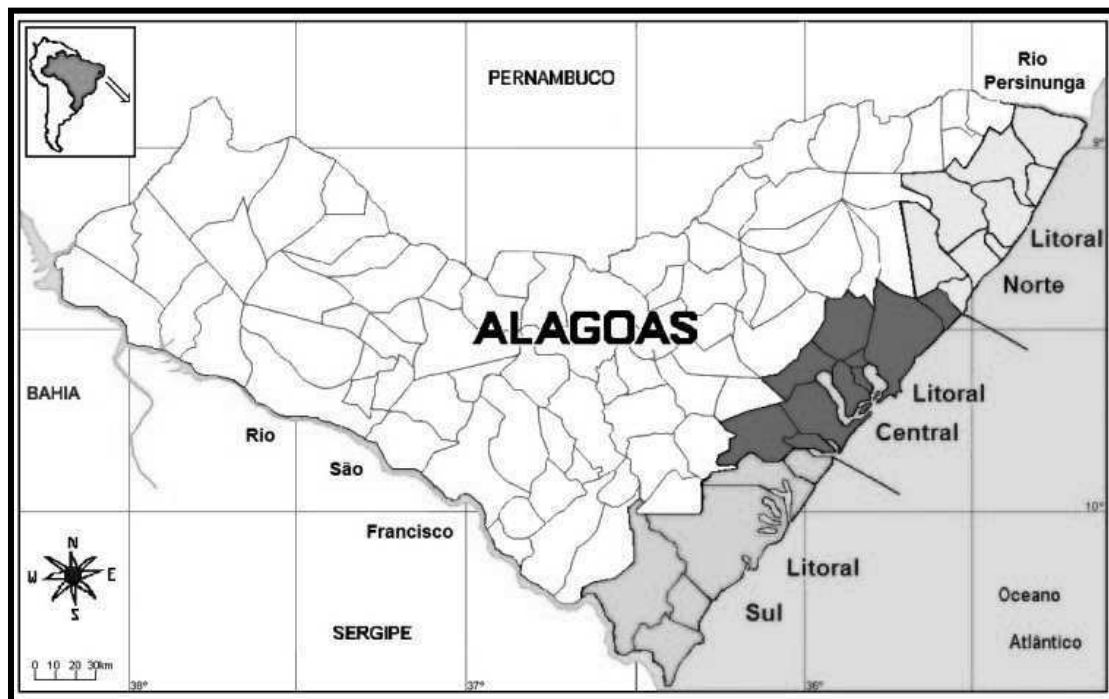 PERNAMBUCO
Rio
Persinunga
9°
Litoral
Norte
ALAGOAS
BAHIA
Litoral
Central
Rio
São
Francisco
10°
N
W E
S
Litoral
Sul
Oceano
Atlântico
SERGIPE
0 10 20 30km
38°
37°
36°